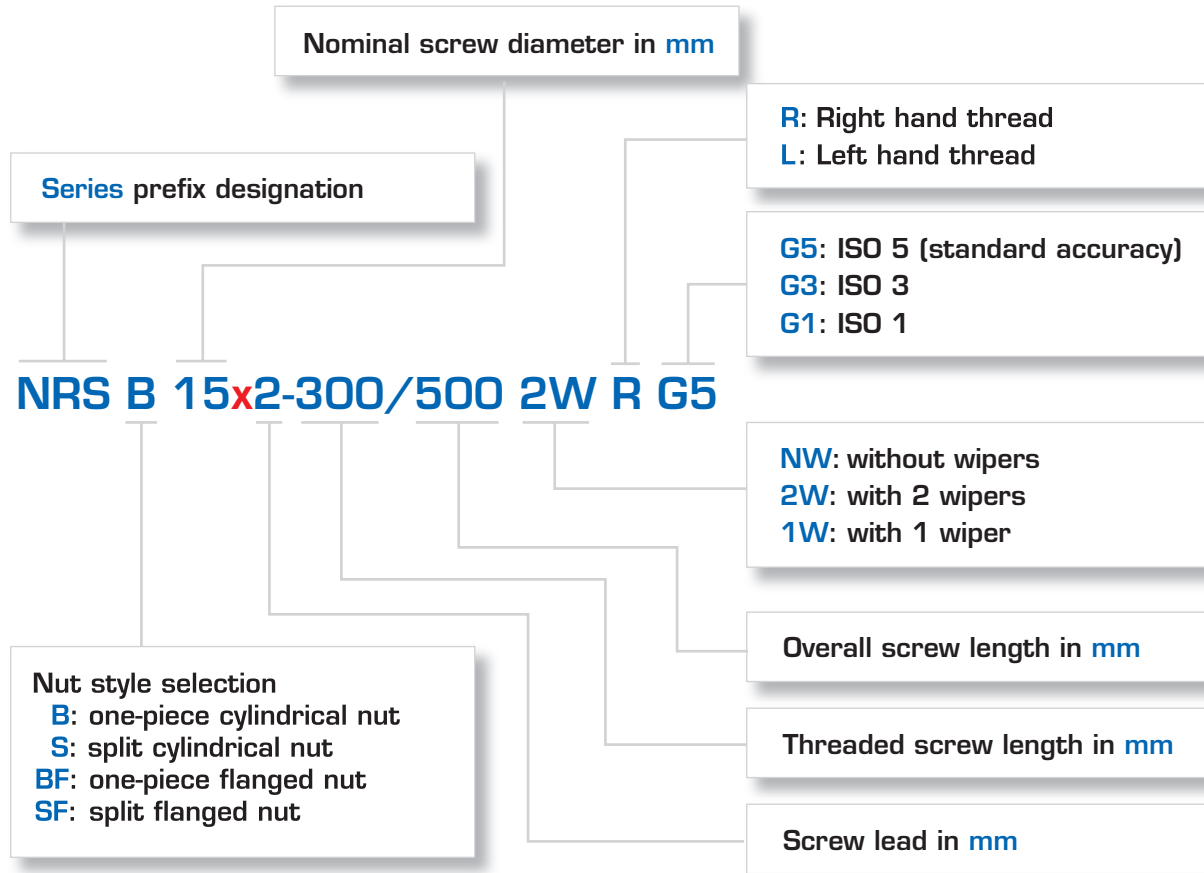 Nominal screw diameter in mm
R: Right hand thread
L: Left hand thread
Series prefix designation
G5: ISO 5 (standard accuracy)
G3: ISO 3
G1: ISO 1
NRS B 15x2-300/500 2W R G5
NW: without wipers
2W: with 2 wipers
1W: with 1 wiper
Overall screw length in mm
Nut style selection
B: one-piece cylindrical nut
S: split cylindrical nut
BF: one-piece flanged nut
SF: split flanged nut
Threaded screw length in mm
Screw lead in mm